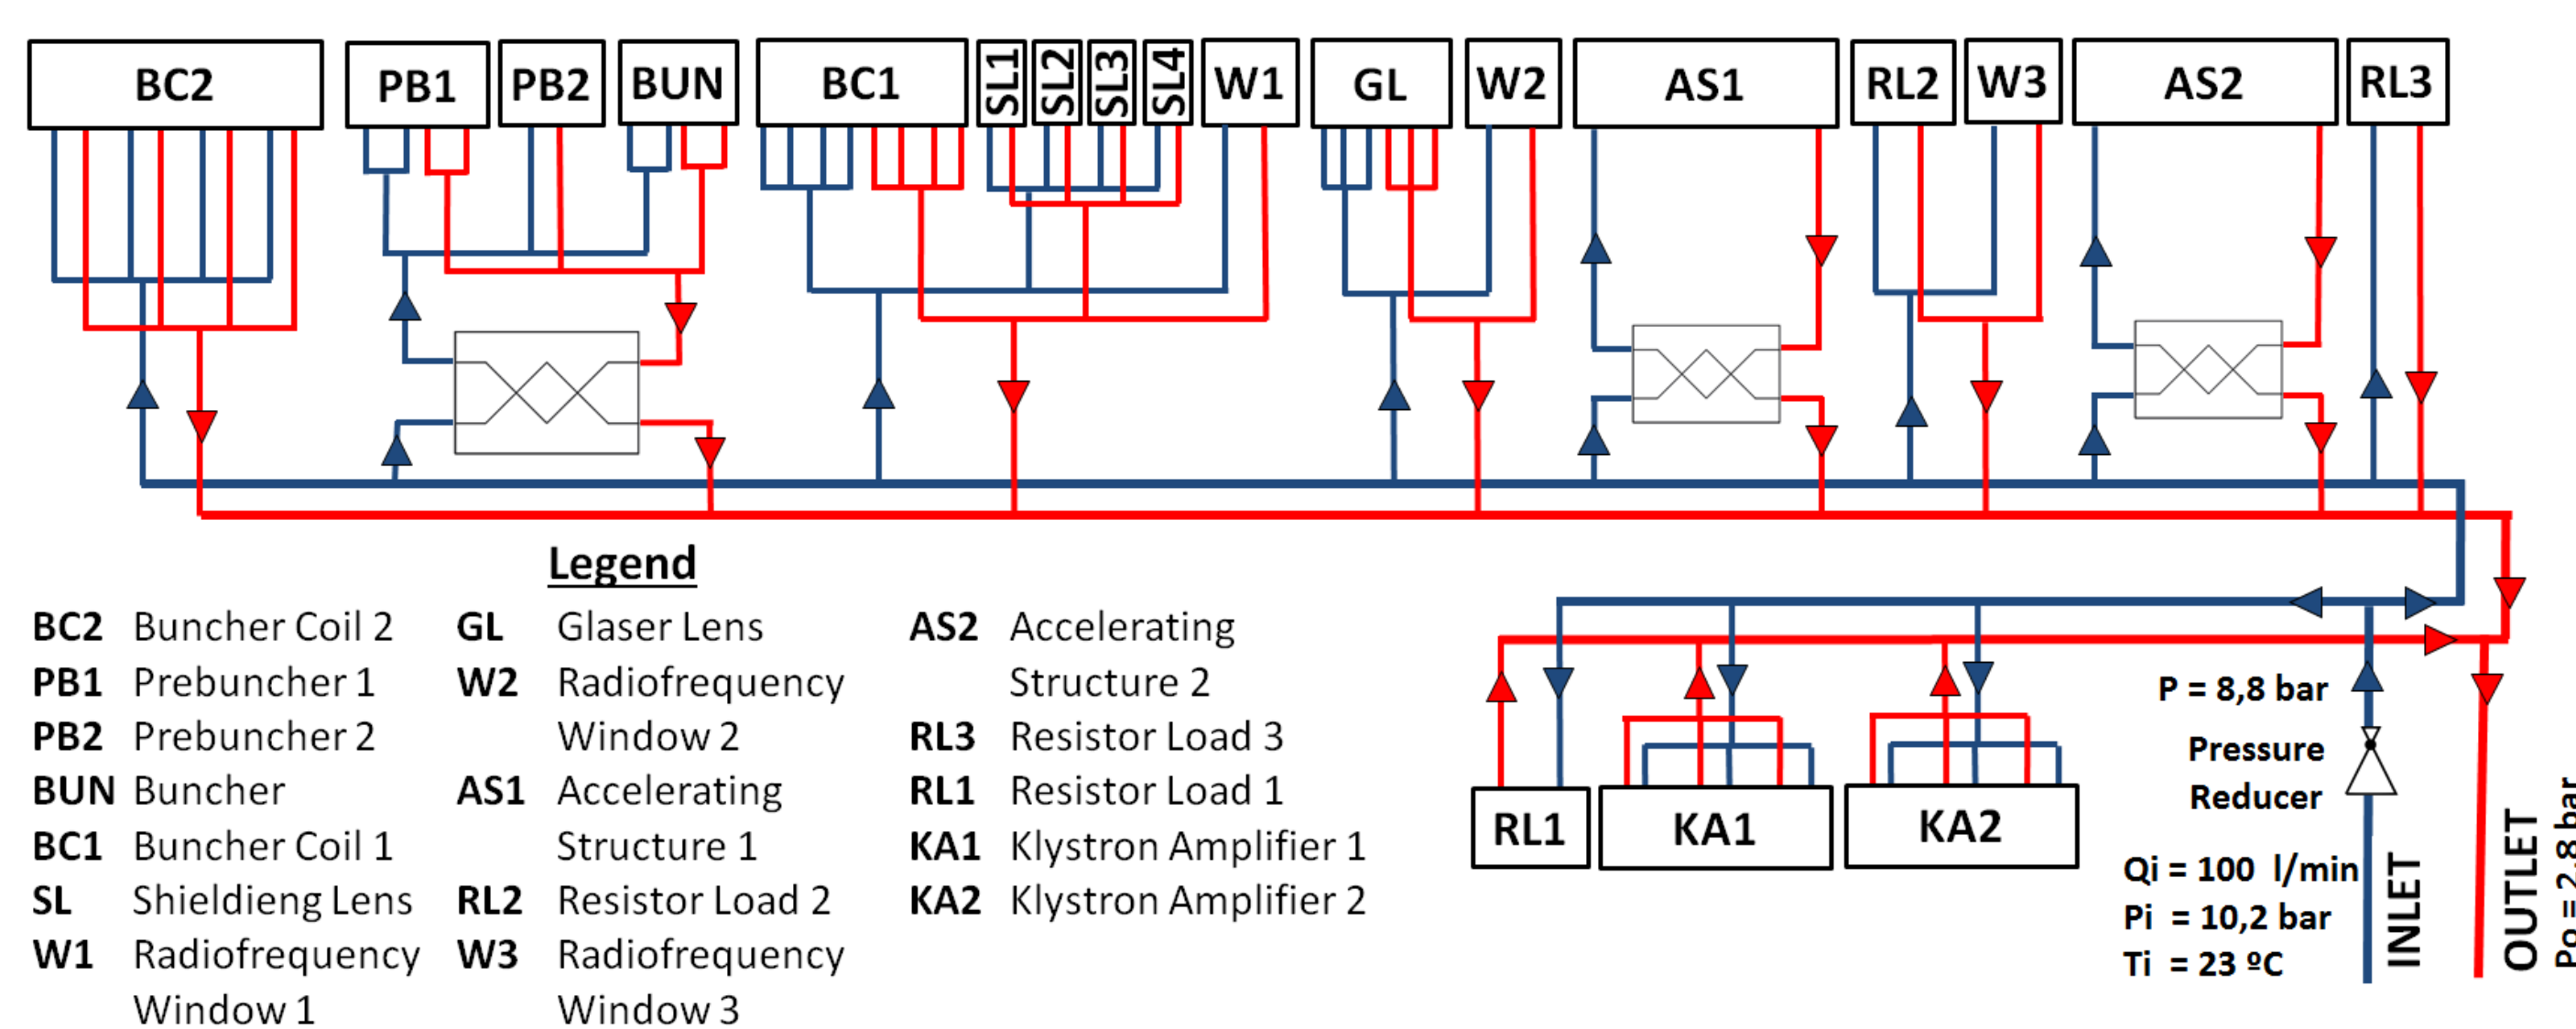 BC2 PB1 PB2 BUN BC1 SL1 SL2 SL3 SL4 W1 GL W2 AS1 RL2 W3 AS2 RL3
Legend
BC2 Buncher Coil 2
PB1 Prebuncher 1
PB2 Prebuncher 2
BUN Buncher
BC1 Buncher Coil 1
SL Shieldieng Lens
W1 Radiofrequency
Window 1
GL Glaser Lens
W2 Radiofrequency
Window 2
AS1 Accelerating
Structure 1
RL2 Resistor Load 2
W3 Radiofrequency
Window 3
AS2 Accelerating
Structure 2
RL3 Resistor Load 3
RL1 Resistor Load 1
KA1 Klystron Amplifier 1
KA2 Klystron Amplifier 2
RL1 KA1 KA2
P = 8,8 bar
Pressure
Reducer
Qi = 100 l/min
Pi = 10,2 bar
Ti = 23 ºC
INLET
OUTLET
Po = 2,8 bar